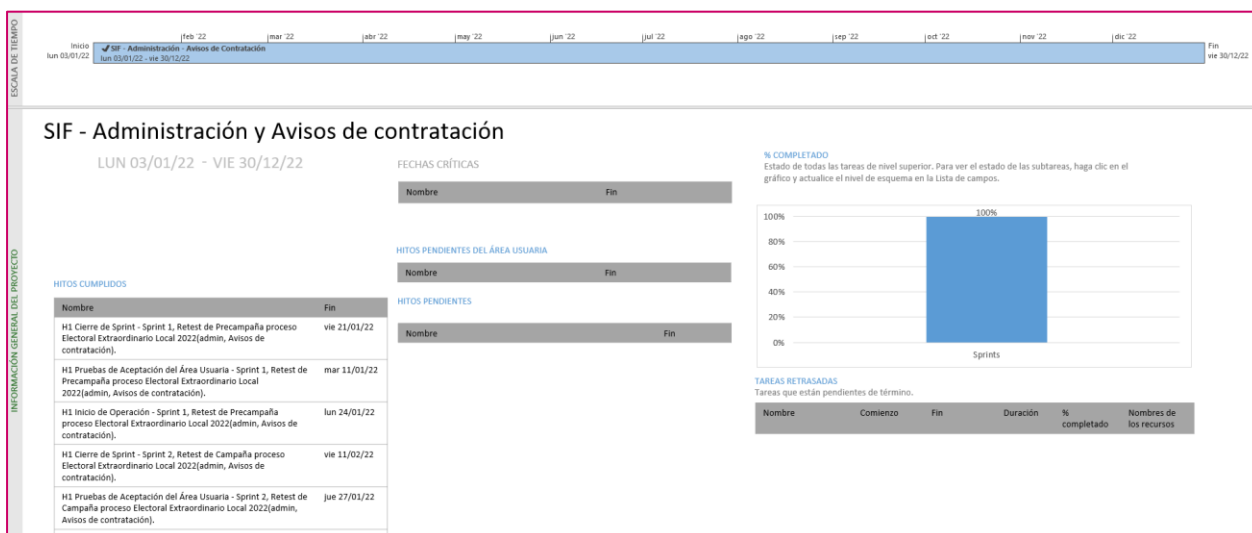 ESCALA DE TIEMPO
feb '22 mar '22 abr '22 may '22 jun '22 jul '22 ago '22 sep '22 oct '22 nov '22 dic '22
Inicio
lun 03/01/22
SIF - Administración - Avisos de Contratación
lun 03/01/22 - vie 30/12/22
Fin
vie 30/12/22
INFORMACIÓN GENERAL DEL PROYECTO
SIF - Administración y Avisos de contratación
LUN 03/01/22 - VIE 30/12/22
HITOS CUMPLIDOS
Nombre Fin
H1 Cierre de Sprint - Sprint 1, Retest de Precampaña proceso vie 21/01/22
Electoral Extraordinario Local 2022(admin, Avisos de
contratación).
H1 Pruebas de Aceptación del Área Usuaria - Sprint 1, Retest de mar 11/01/22
Precampaña proceso Electoral Extraordinario Local
2022(admin, Avisos de contratación).
H1 Inicio de Operación - Sprint 1, Retest de Precampaña lun 24/01/22
proceso Electoral Extraordinario Local 2022(admin, Avisos de
contratación).
H1 Cierre de Sprint - Sprint 2, Retest de Campaña proceso vie 11/02/22
Electoral Extraordinario Local 2022(admin, Avisos de
contratación).
H1 Pruebas de Aceptación del Área Usuaria - Sprint 2, Retest de jue 27/01/22
Campaña proceso Electoral Extraordinario Local 2022(admin,
Avisos de contratación).
FECHAS CRÍTICAS
Nombre Fin
HITOS PENDIENTES DEL ÁREA USUARIA
Nombre Fin
HITOS PENDIENTES
Nombre Fin
% COMPLETADO
Estado de todas las tareas de nivel superior. Para ver el estado de las subtareas, haga clic en el
gráfico y actualice el nivel de esquema en la Lista de campos.
100%
100%
80%
60%
40%
20%
0%
Sprints
TAREAS RETRASADAS
Tareas que están pendientes de término.
Nombre Comienzo Fin Duración % Nombres de
completado los recursos